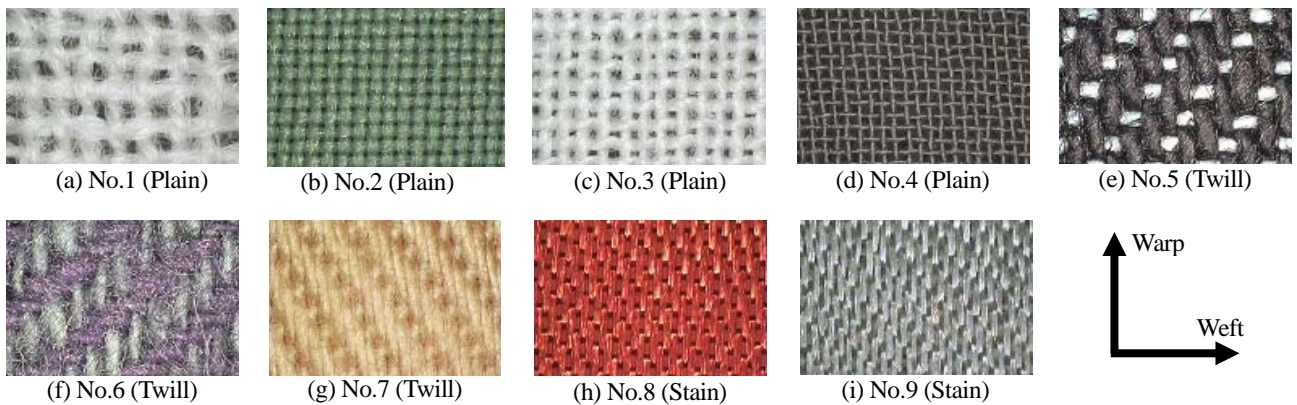 (a) No.1 (Plain)
(b) No.2 (Plain)
(c) No.3 (Plain)
(d) No.4 (Plain)
(e) No.5 (Twill)
Warp
Weft
(f) No.6 (Twill)
(g) No.7 (Twill)
(h) No.8 (Stain)
(i) No.9 (Stain)